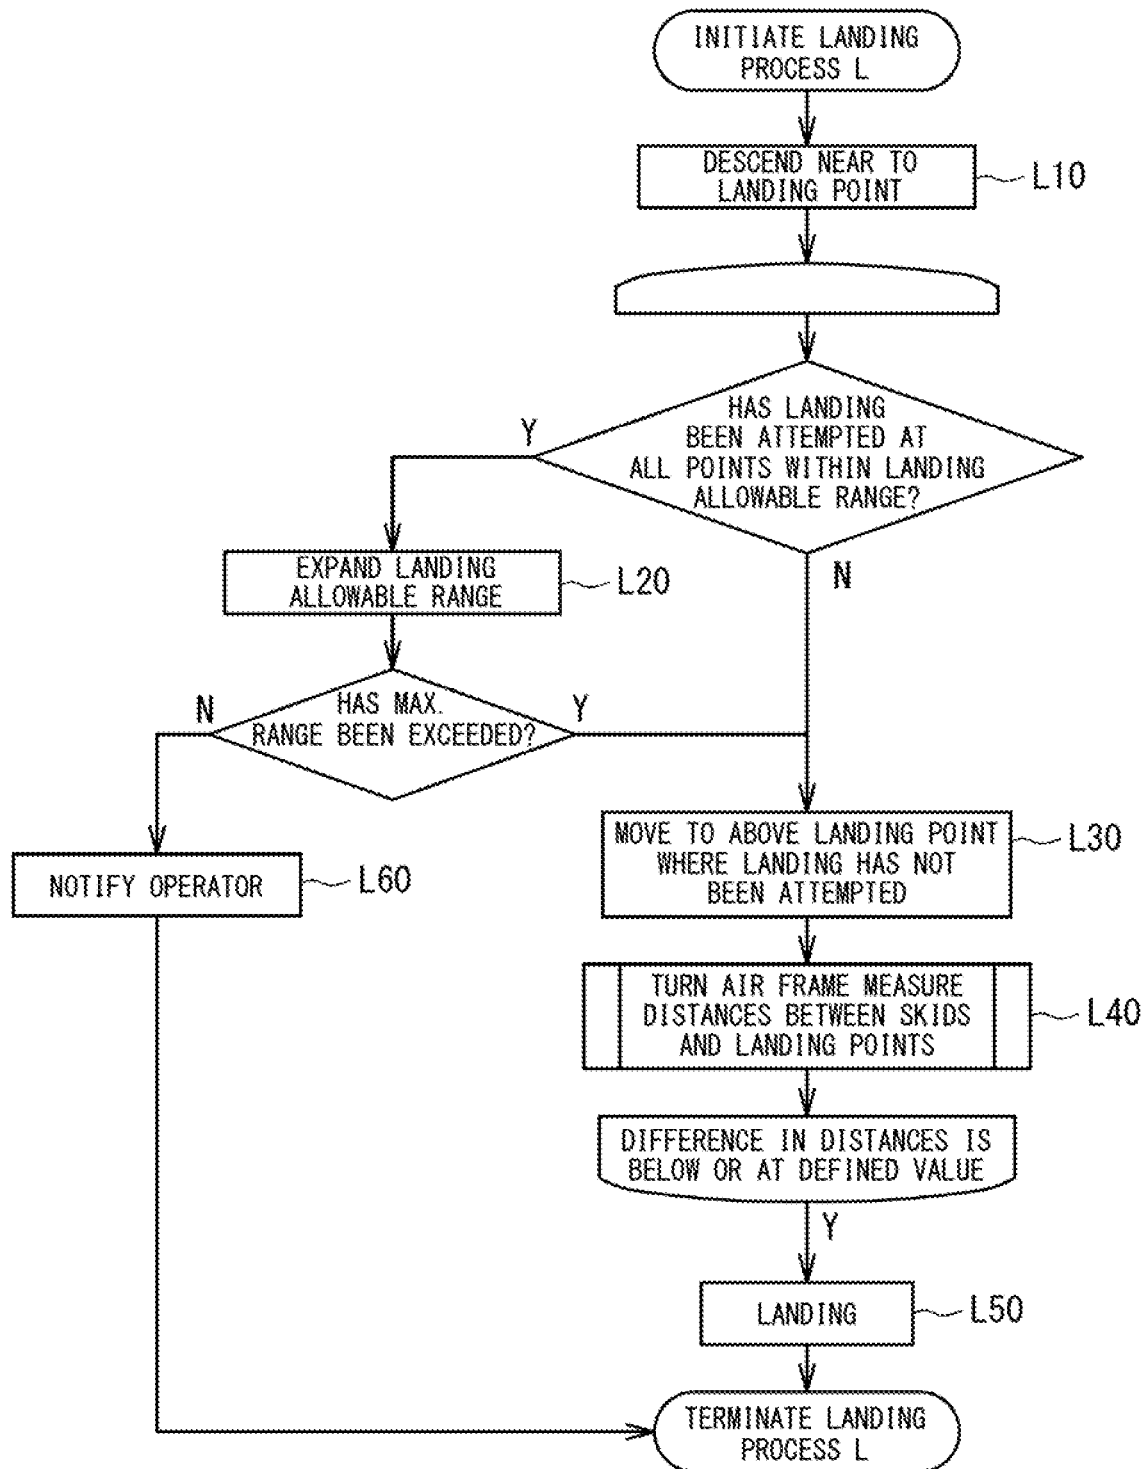 INITIATE LANDING
PROCESS L
DESCEND NEAR TO
LANDING POINT
L10
HAS LANDING
BEEN ATTEMPTED AT
ALL POINTS WITHIN LANDING
ALLOWABLE RANGE?
Y
N
EXPAND LANDING
ALLOWABLE RANGE
L20
HAS MAX.
RANGE BEEN EXCEEDED?
N
Y
MOVE TO ABOVE LANDING POINT
WHERE LANDING HAS NOT
BEEN ATTEMPTED
L30
NOTIFY OPERATOR
L60
TURN AIR FRAME MEASURE
DISTANCES BETWEEN SKIDS
AND LANDING POINTS
L40
DIFFERENCE IN DISTANCES IS
BELOW OR AT DEFINED VALUE
Y
LANDING
L50
TERMINATE LANDING
PROCESS L